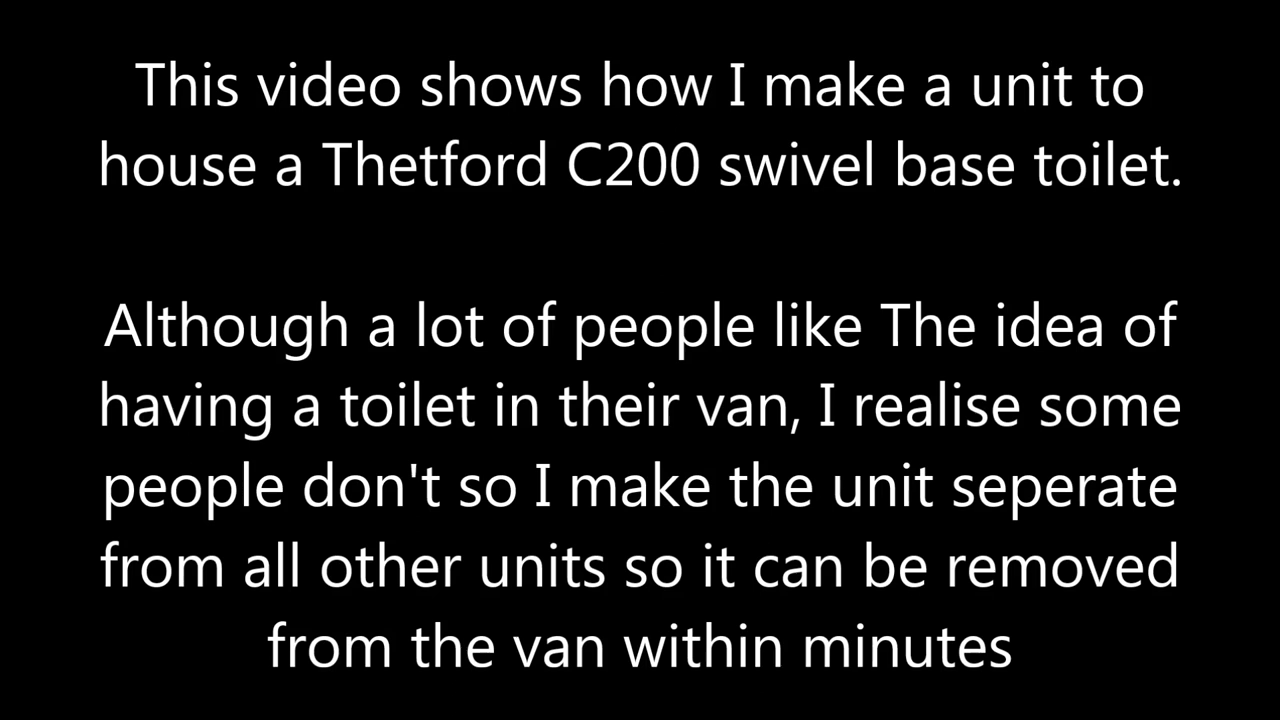 This video shows how I make a unit to
house a Thetford C200 swivel base toilet.
Although a lot of people like The idea of
having a toilet in their van, I realise some
people don't so I make the unit seperate
from all other units so it can be removed
from the van within minutes